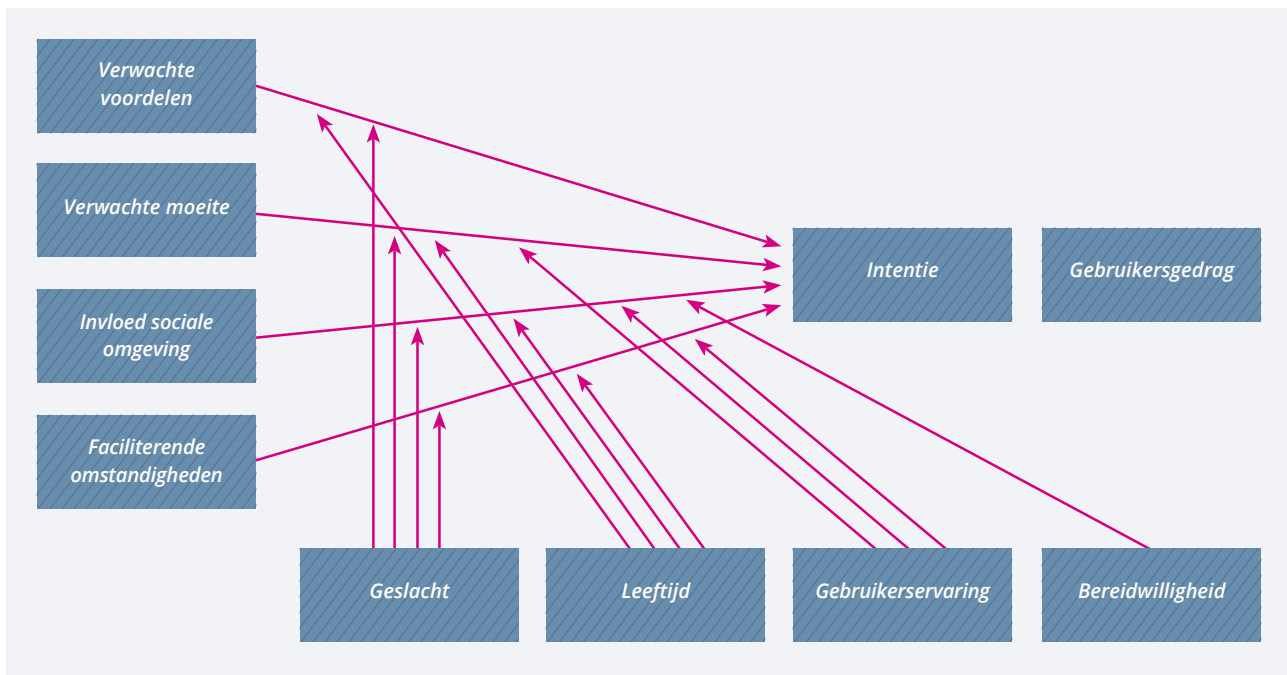 Verwachte
voordelen
Verwachte moeite
Invloed sociale
omgeving
Faciliterende
omstandigheden
Intentie
Gebruikersgedrag
Geslacht
Leeftijd
Gebruikerservaring
Bereidwilligheid